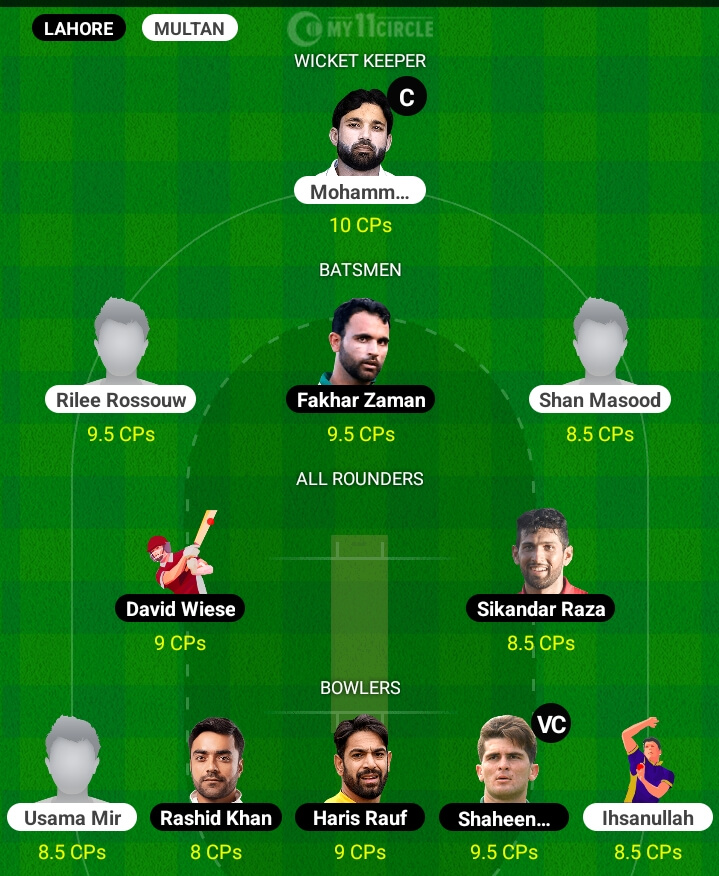 LAHORE MULTAN MY11CIRCLE
WICKET KEEPER
C
Mohamm...
10 CPs
BATSMEN
Rilee Rossouw Fakhar Zaman Shan Masood
9.5 CPs 9.5 CPs 8.5 CPs
ALL ROUNDERS
David Wiese Sikandar Raza
9 CPs 8.5 CPs
BOWLERS
VC
Usama Mir Rashid Khan Haris Rauf Shaheen... Ihsanullah
8.5 CPs 8 CPs 9 CPs 9.5 CPs 8.5 CPs